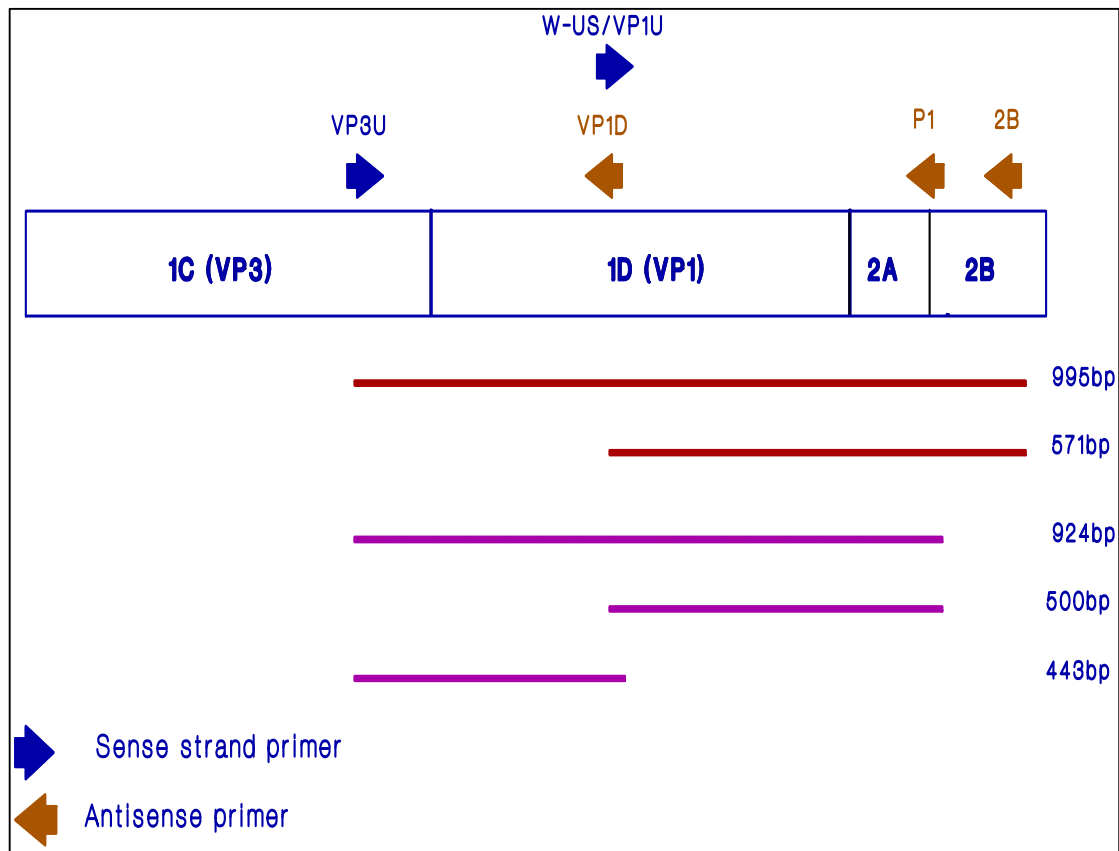 W-US/VP1U
VP3U
VP1D
P1
2B
1C (VP3)
1D (VP1)
2A
2B
995bp
571bp
924bp
500bp
443bp
Sense strand primer
Antisense primer